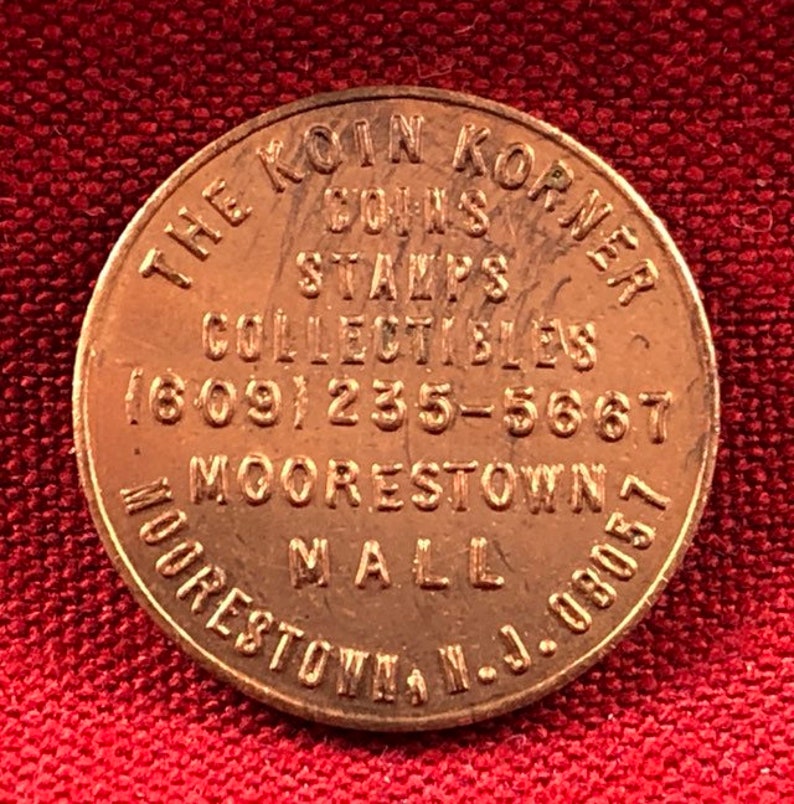 THE KOIN KORNER
COINS
STAMPS
COLLECTIBLES
(609) 235-5667
MOORESTOWN
MALL
MOORESTOWN, N.J. 08057